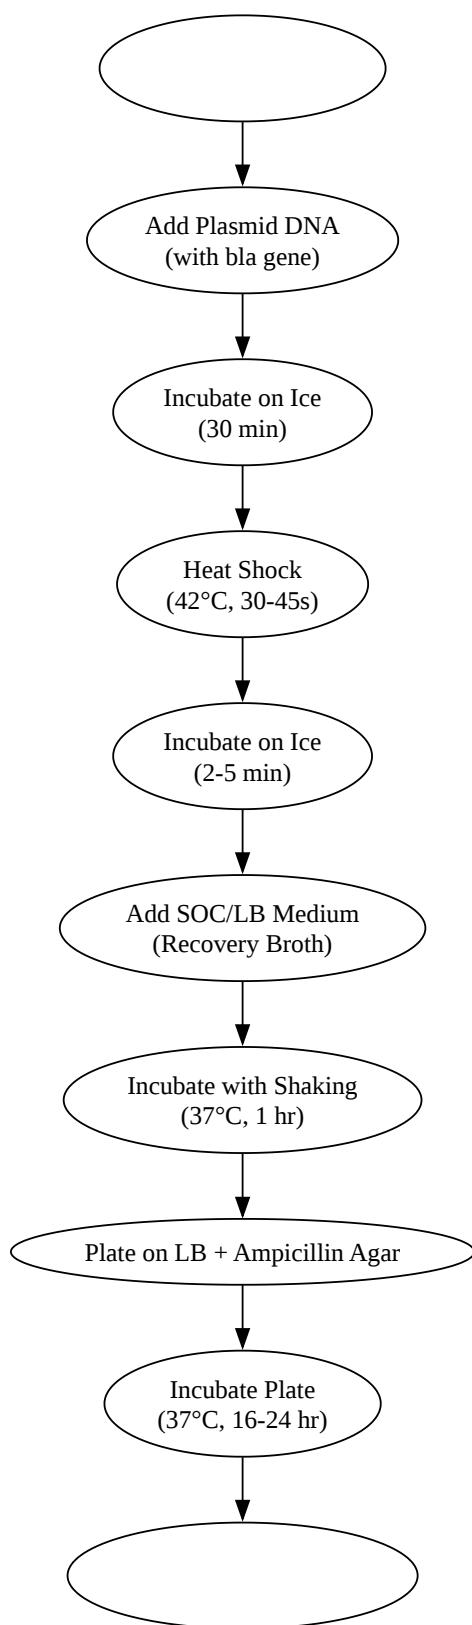 Add Plasmid DNA
(with bla gene)
Incubate on Ice
(30 min)
Heat Shock
(42°C, 30-45s)
Incubate on Ice
(2-5 min)
Add SOC/LB Medium
(Recovery Broth)
Incubate with Shaking
(37°C, 1 hr)
Plate on LB + Ampicillin Agar
Incubate Plate
(37°C, 16-24 hr)